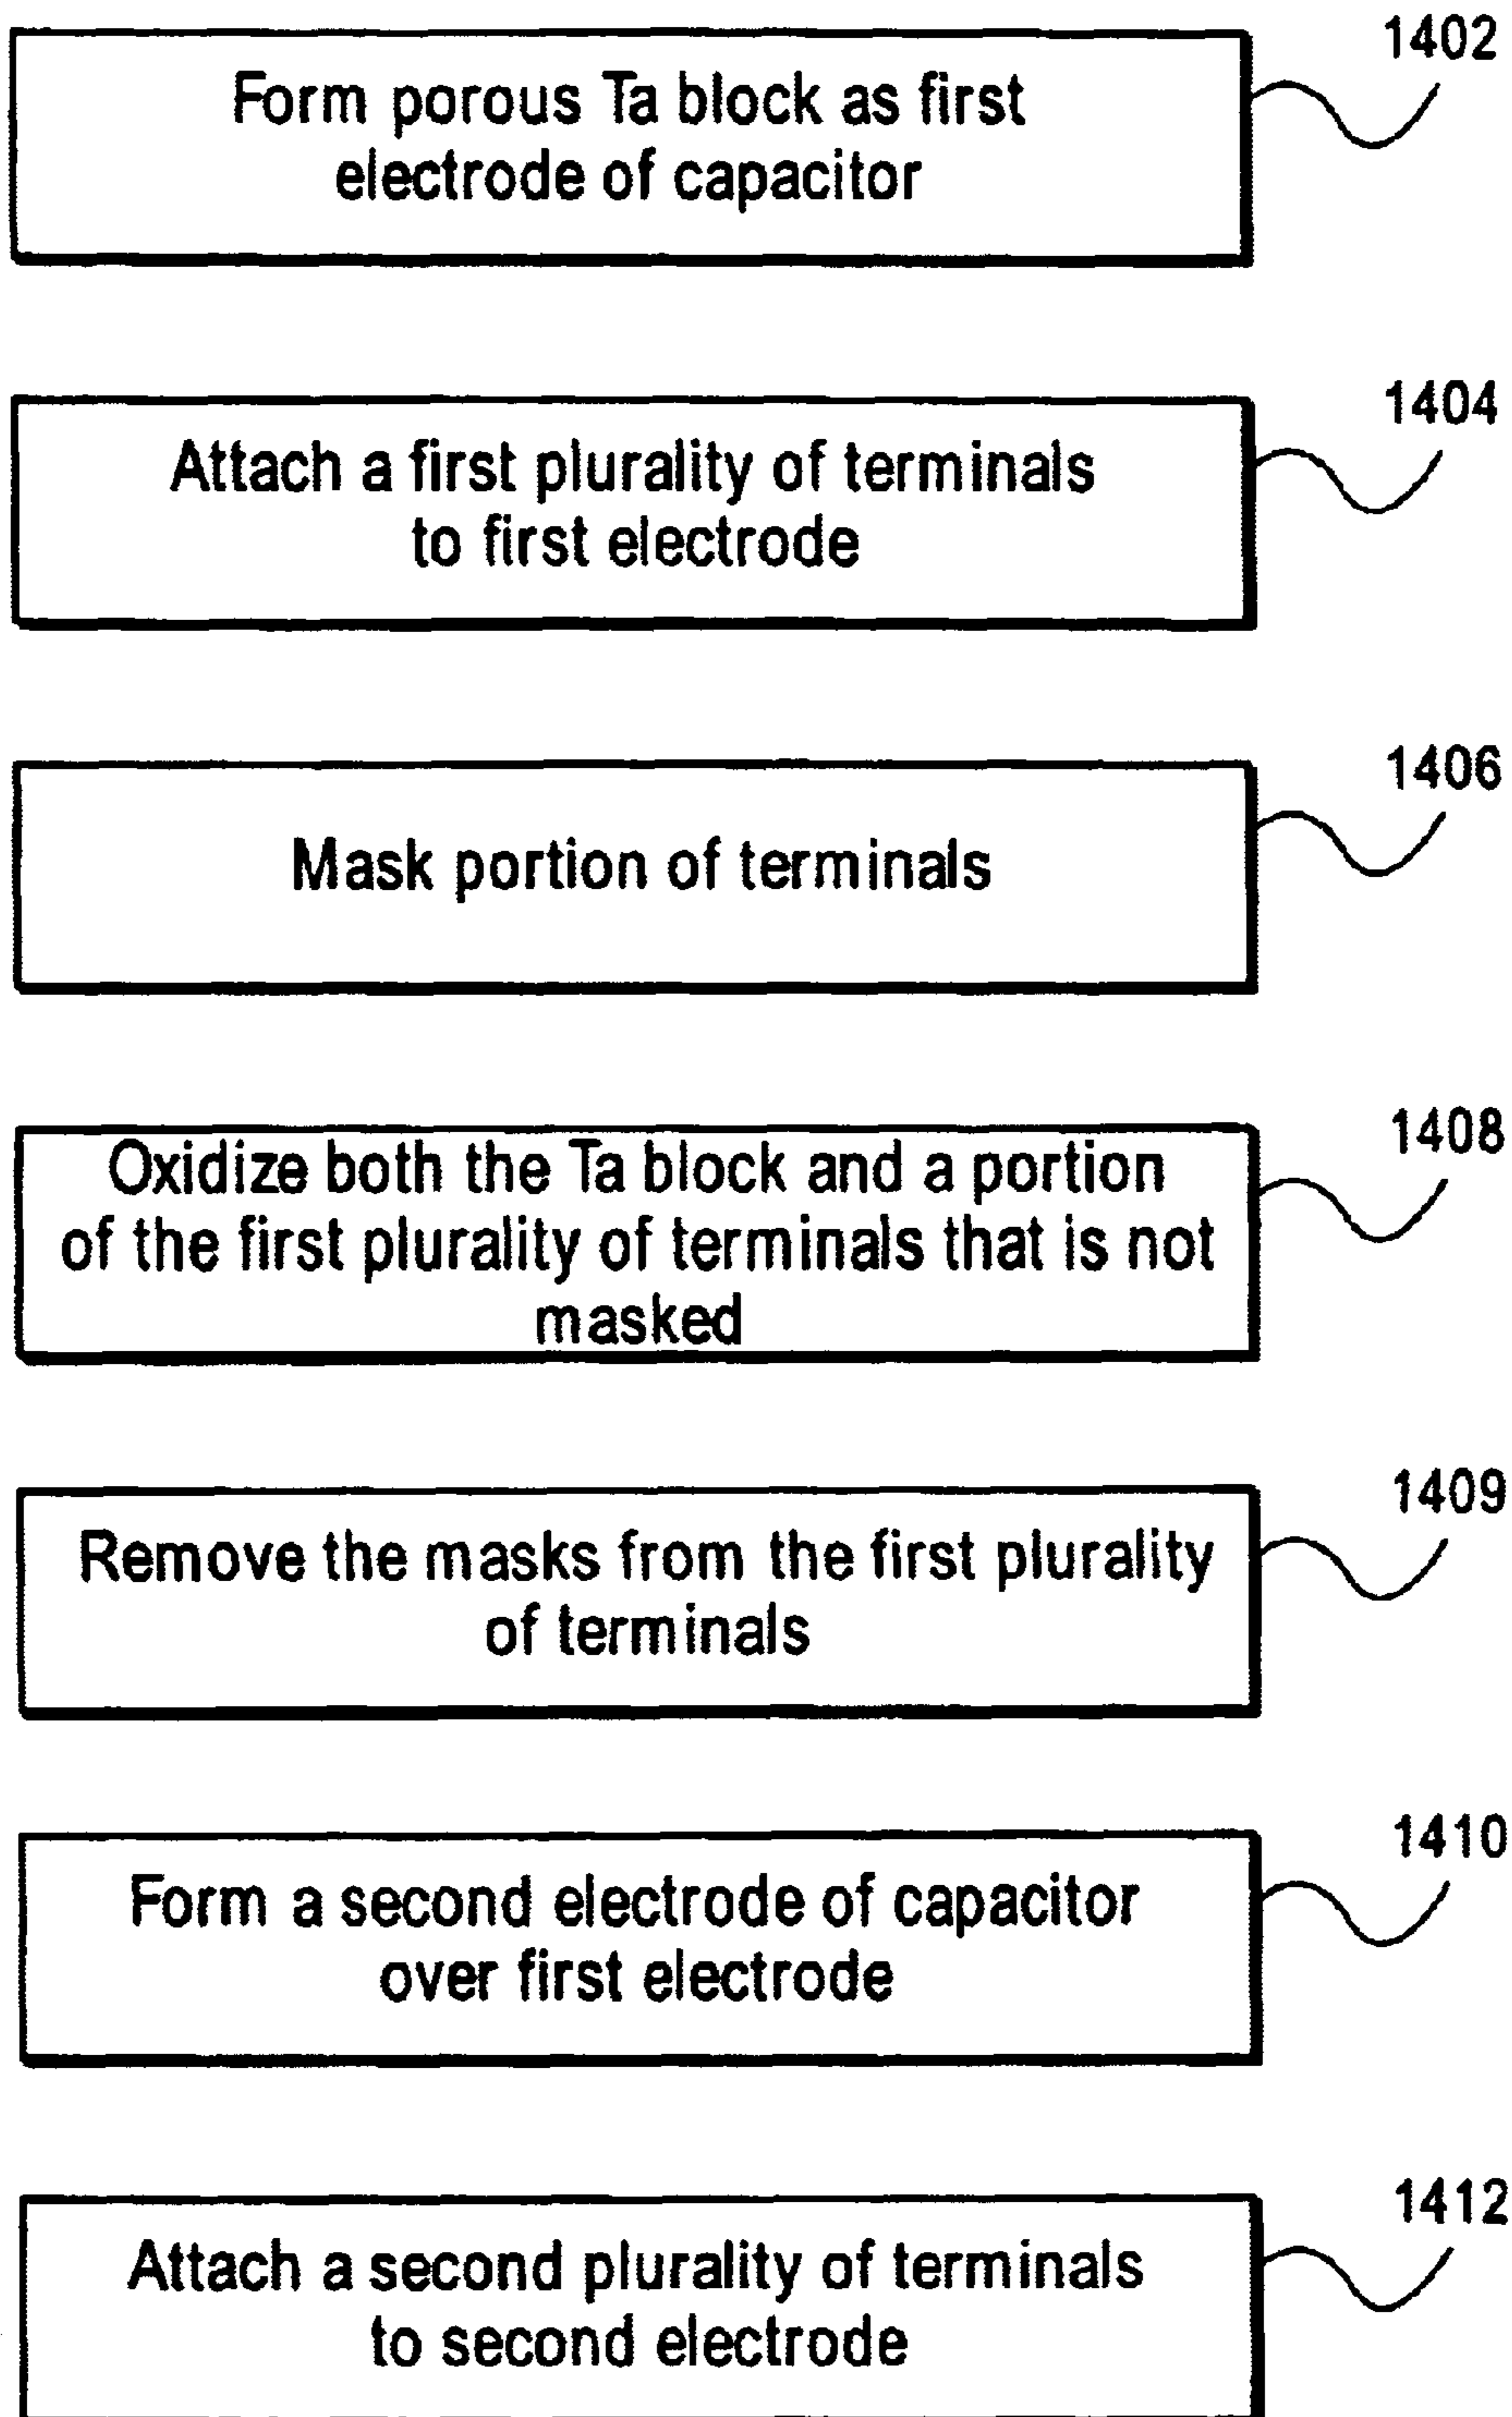 1402
Form porous Ta block as first
electrode of capacitor
1404
Attach a first plurality of terminals
to first electrode
1406
Mask portion of terminals
1408
Oxidize both the Ta block and a portion
of the first plurality of terminals that is not
masked
1409
Remove the masks from the first plurality
of terminals
1410
Form a second electrode of capacitor
over first electrode
1412
Attach a second plurality of terminals
to second electrode